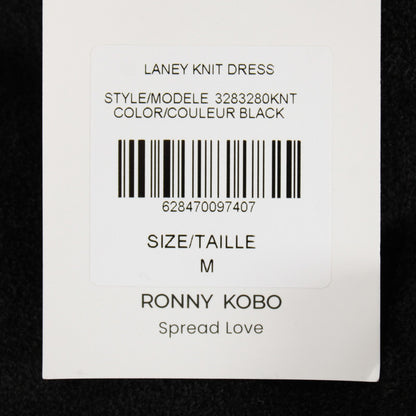 LANEY KNIT DRESS
STYLE/MODELE 3283280KNT
COLOR/COULEUR BLACK
628470097407
SIZE/TAILLE
M
RONNY KOBO
Spread Love